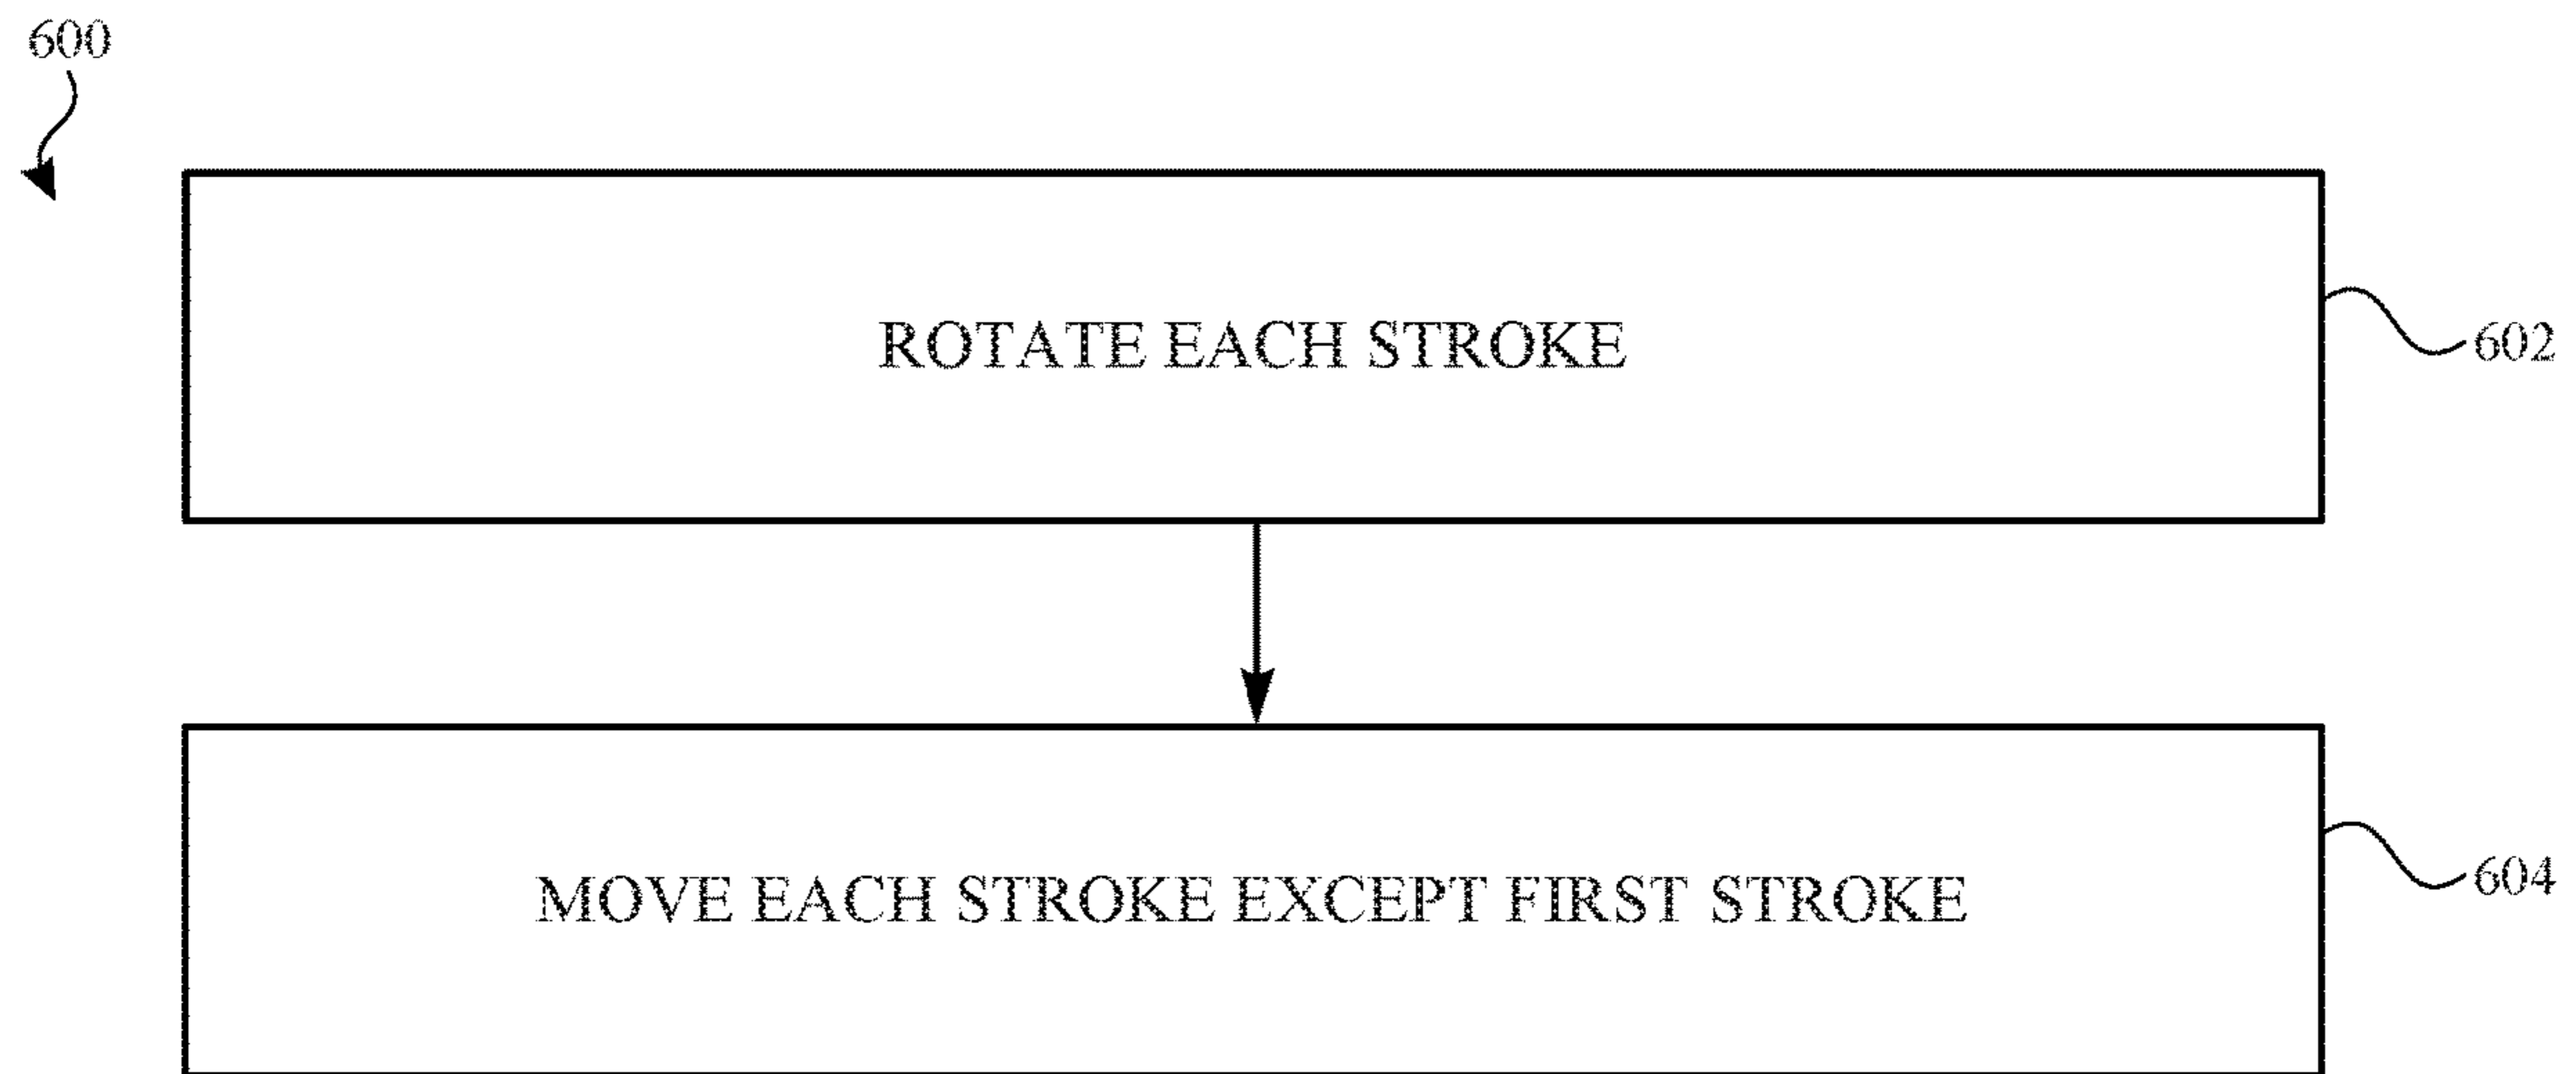 600
ROTATE EACH STROKE
602
MOVE EACH STROKE EXCEPT FIRST STROKE
604